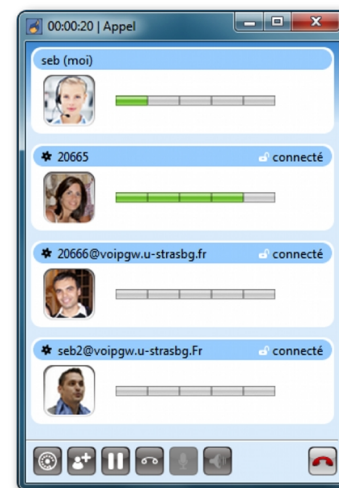 00:00:20 | Appel
seb (moi)
20665 connecté
20666@voipgw.u-strasbg.fr connecté
seb2@voipgw.u-strasbg.Fr connecté